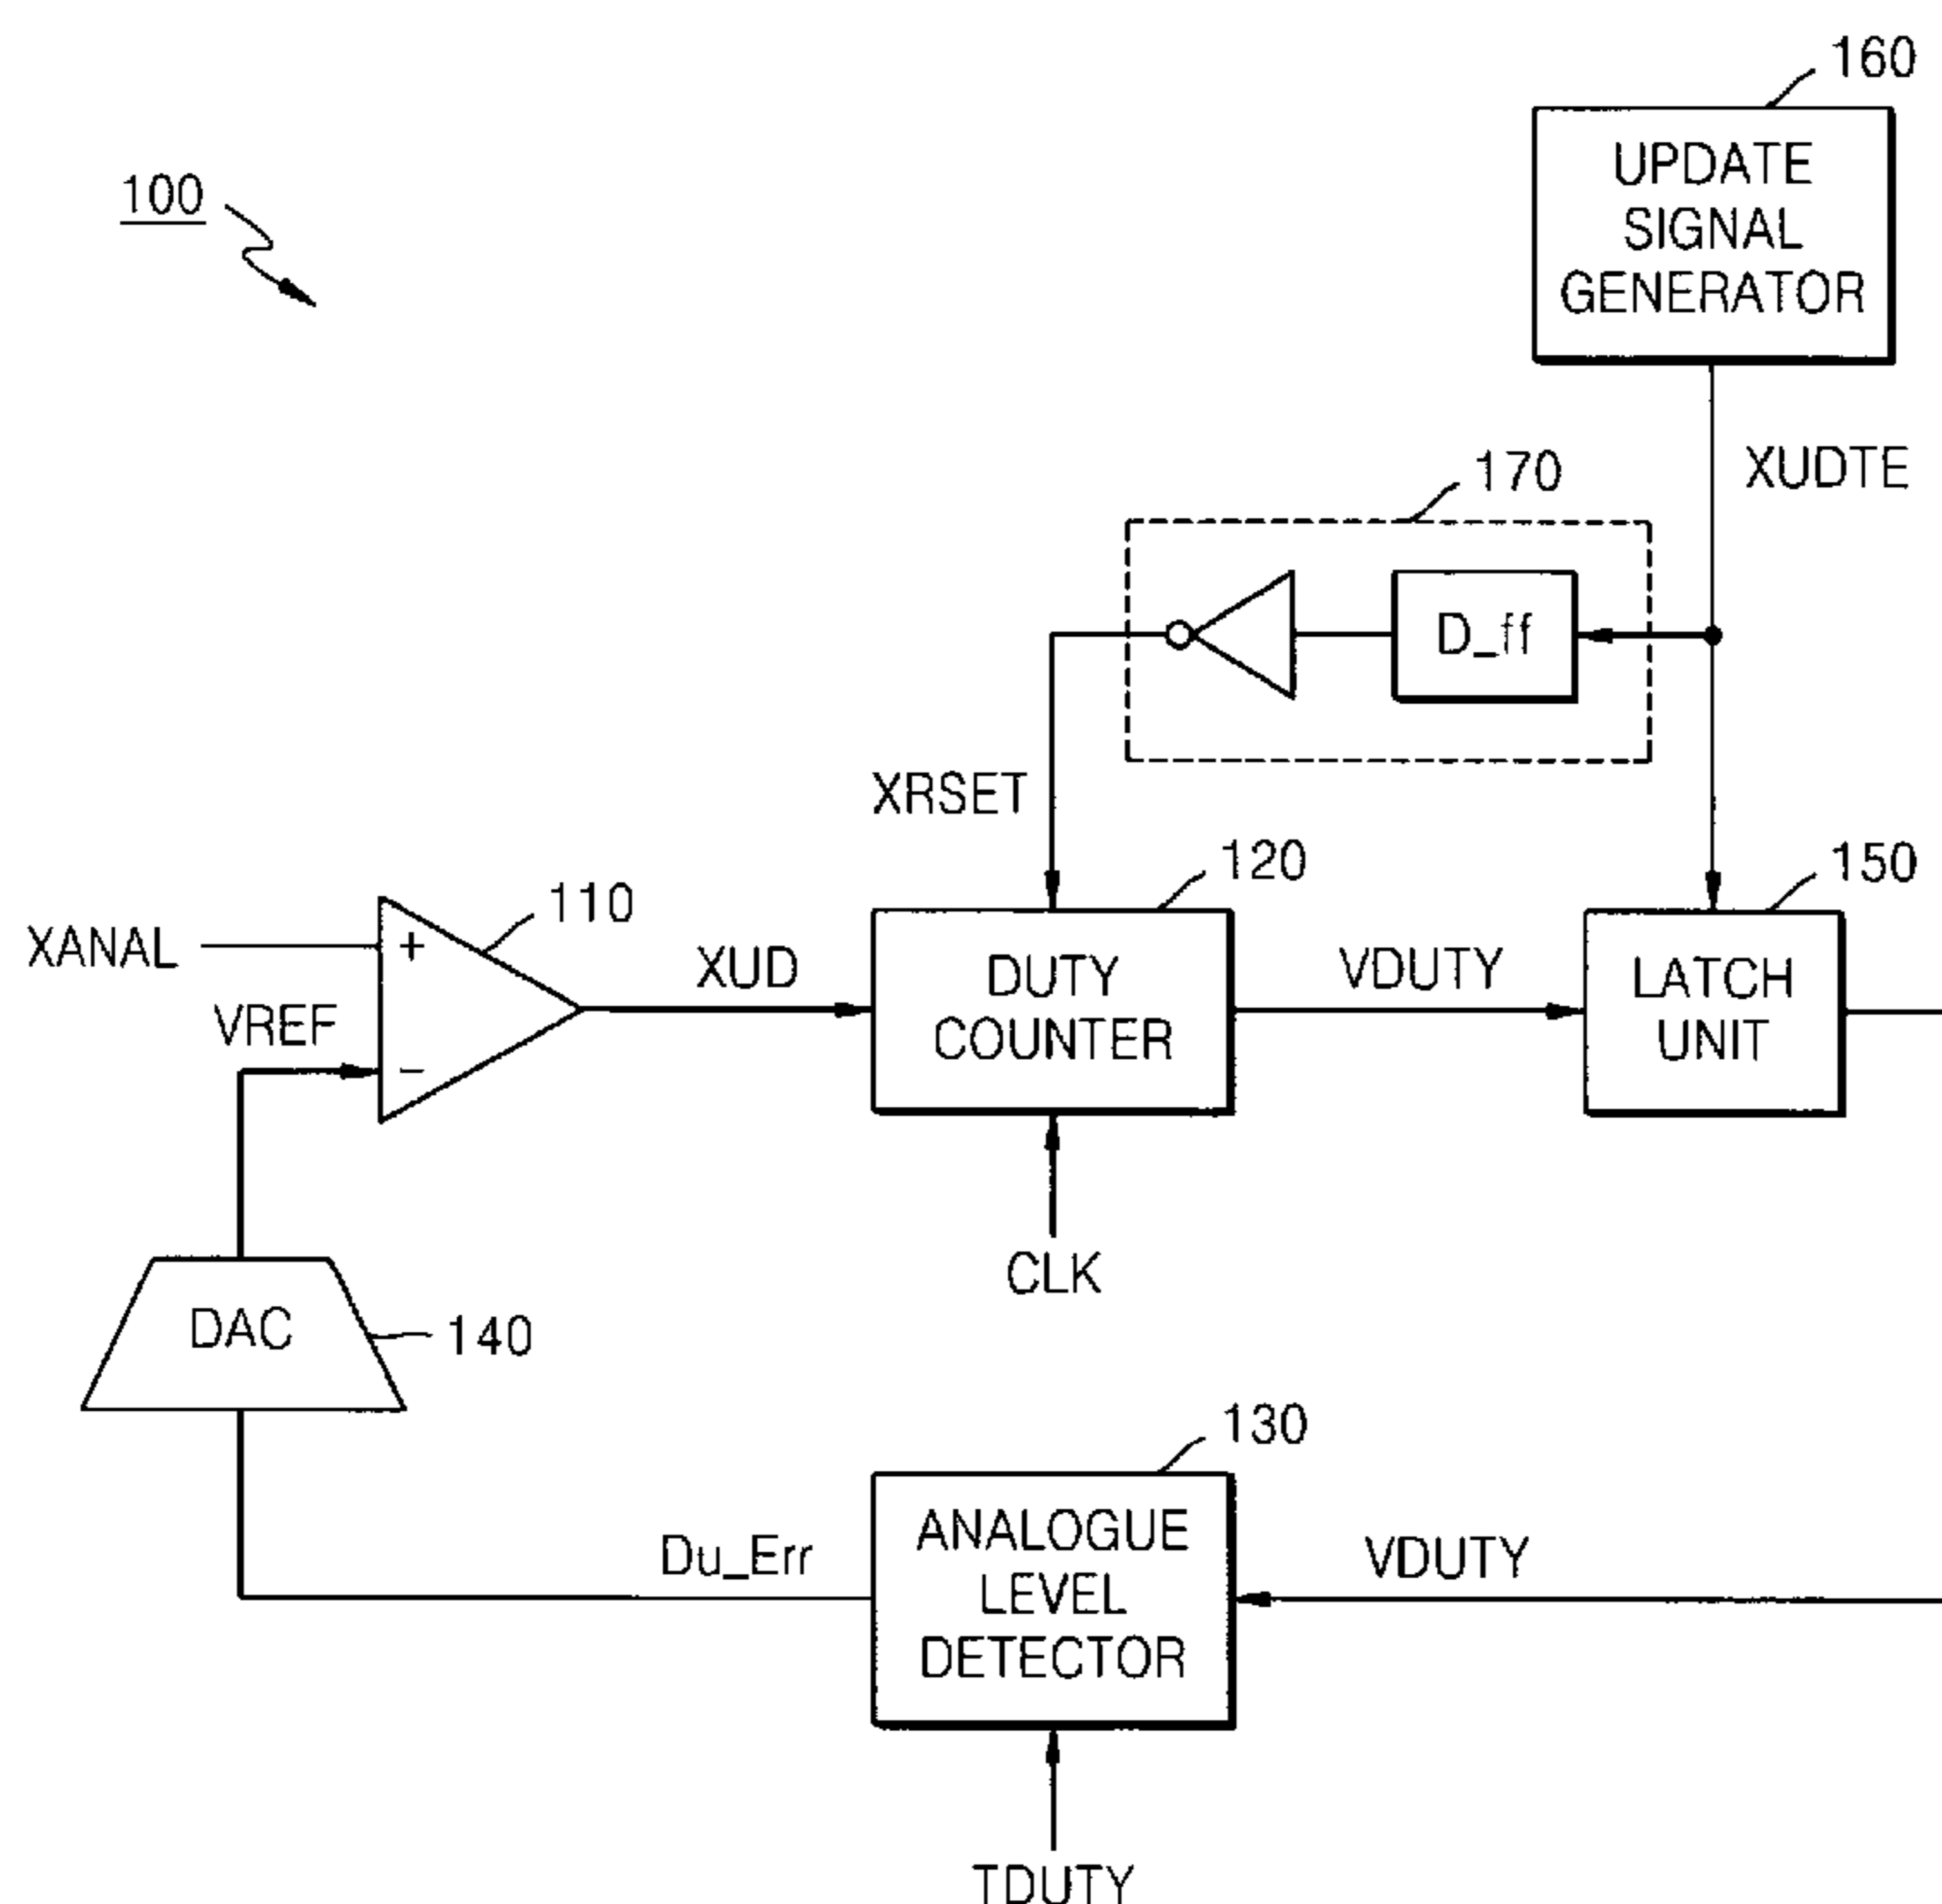 160
UPDATE
SIGNAL
GENERATOR
100
XUDTE
170
D_ff
XRSET
120
150
110
XANAL
+
XUD
DUTY
COUNTER
VDUTY
LATCH
UNIT
VREF
-
CLK
DAC
140
130
ANALOGUE
LEVEL
DETECTOR
Du_Err
VDUTY
TDUTY